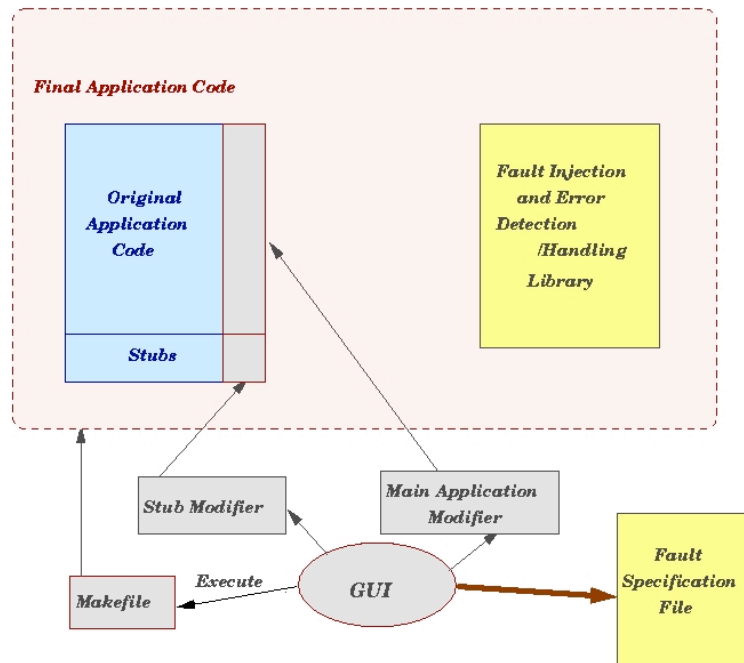 Final Application Code
Original
Application
Code
Stubs
Fault Injection
and Error
Detection
/Handling
Library
Stub Modifier
Main Application
Modifier
Makefile
Execute
GUI
Fault
Specification
File